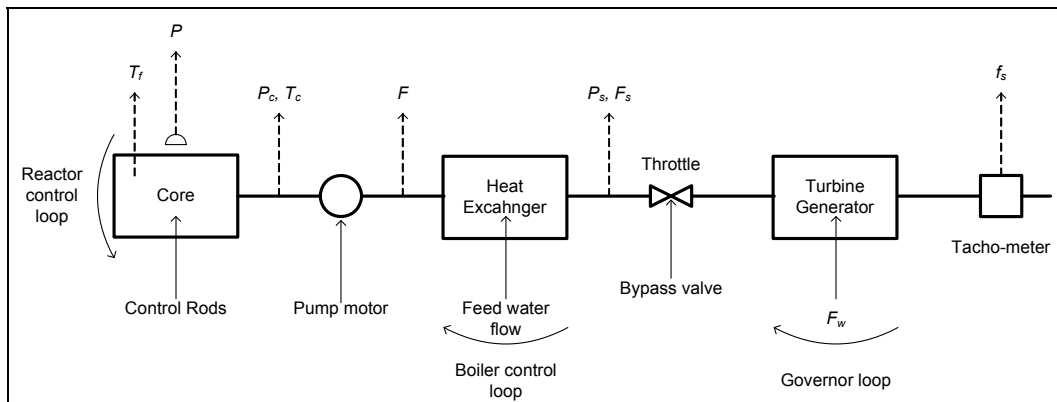 P
T_f
P_c, T_c
F
P_s, F_s
f_s
Throttle
Reactor
control
loop
Core
Heat
Excahnger
Turbine
Generator
Tacho-meter
Control Rods
Pump motor
Feed water
flow
Bypass valve
F_w
Boiler control
loop
Governor loop